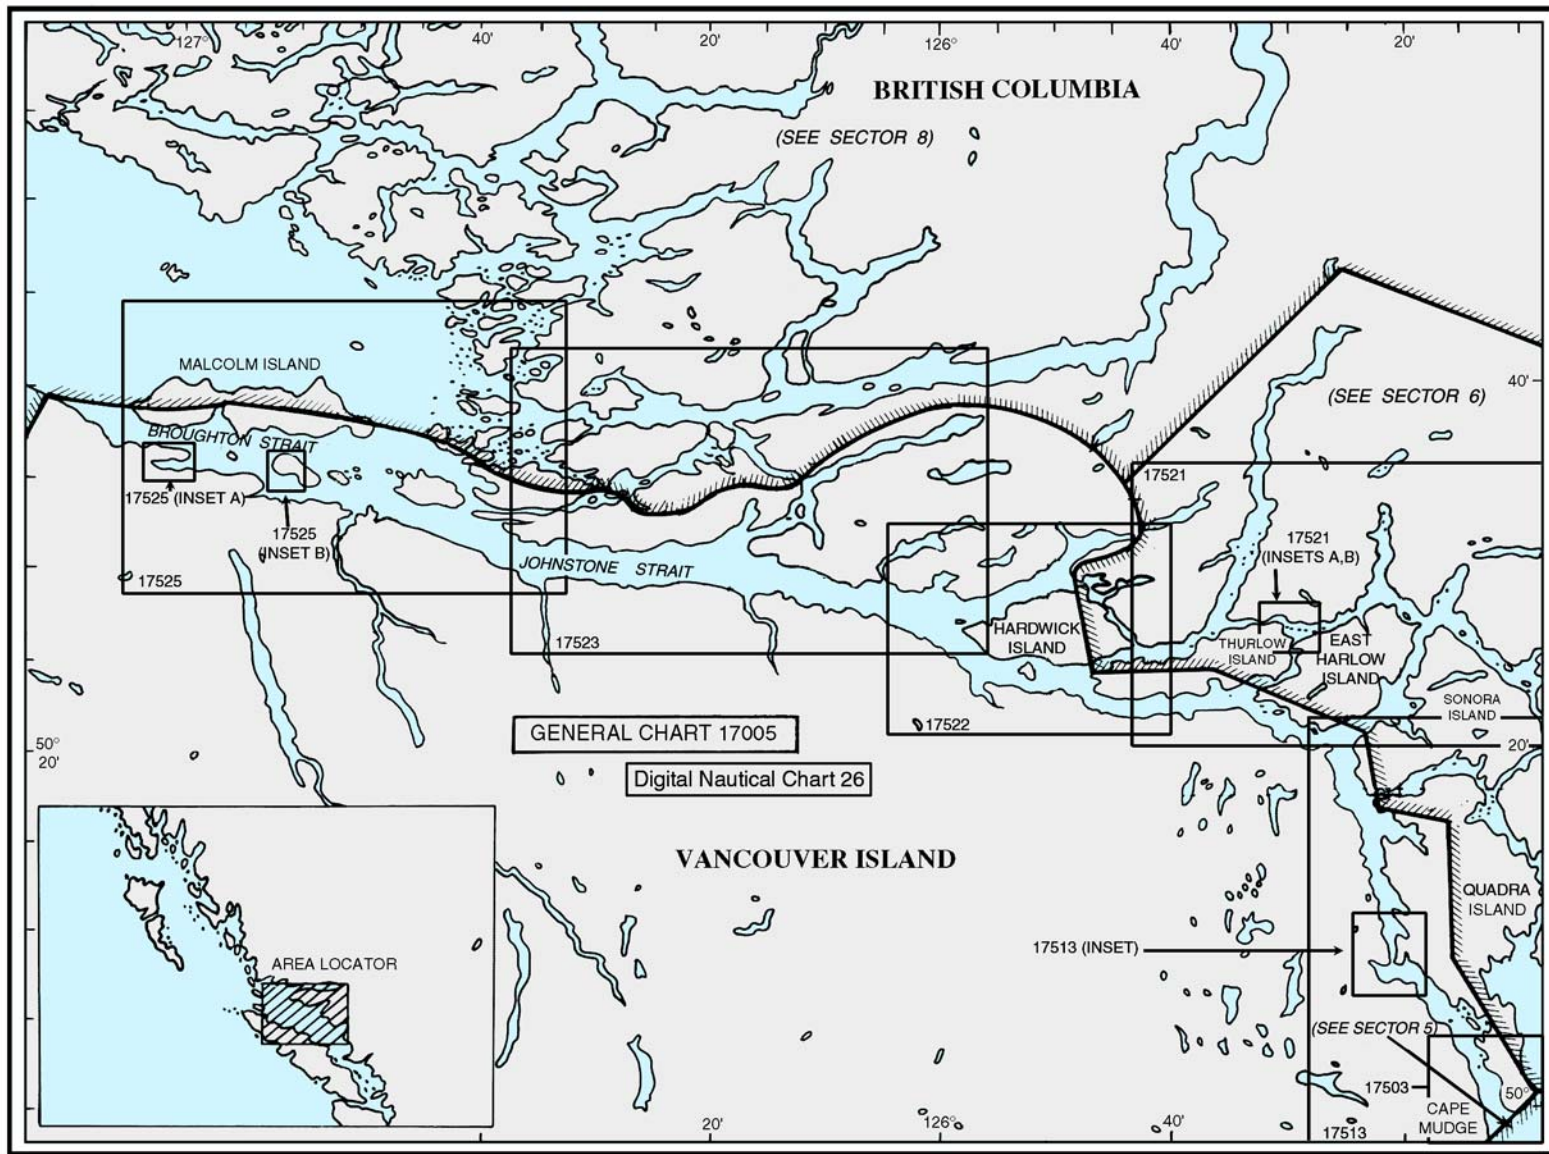 127°
40'
20'
126°
40'
20'
BRITISH COLUMBIA
(SEE SECTOR 8)
MALCOLM ISLAND
40'
(SEE SECTOR 6)
BROUGHTON STRAIT
17521
17525 (INSET A)
17525
(INSET B)
17521
(INSETS A,B)
JOHNSTONE STRAIT
17525
HARDWICK
ISLAND
THURLOW
ISLAND
EAST
HARLOW
ISLAND
17523
SONORA
ISLAND
17522
GENERAL CHART 17005
50°
20'
20'
Digital Nautical Chart 26
VANCOUVER ISLAND
QUADRA
ISLAND
17513 (INSET)
AREA LOCATOR
(SEE SECTOR 5)
17503
50°
CAPE
MUDGE
17513
20'
126°
40'